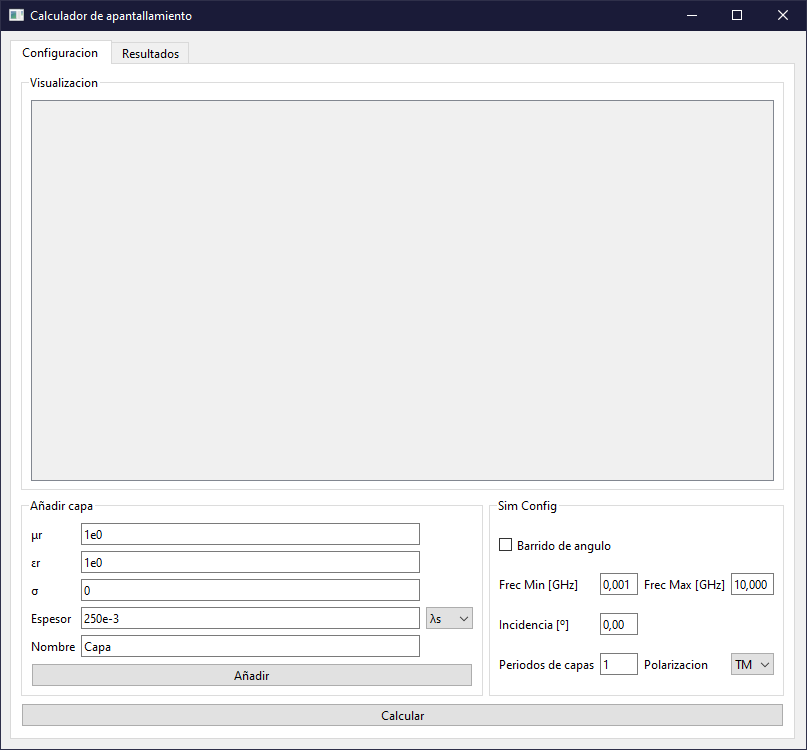 Calculador de apantallamiento
Configuracion Resultados
Visualizacion
Añadir capa
μr 1e0
εr 1e0
σ 0
Espesor 250e-3 λs
Nombre Capa
Añadir
Sim Config
Barrido de angulo
Frec Min [GHz] 0,001 Frec Max [GHz] 10,000
Incidencia [º] 0,00
Periodos de capas 1 Polarizacion TM
Calcular